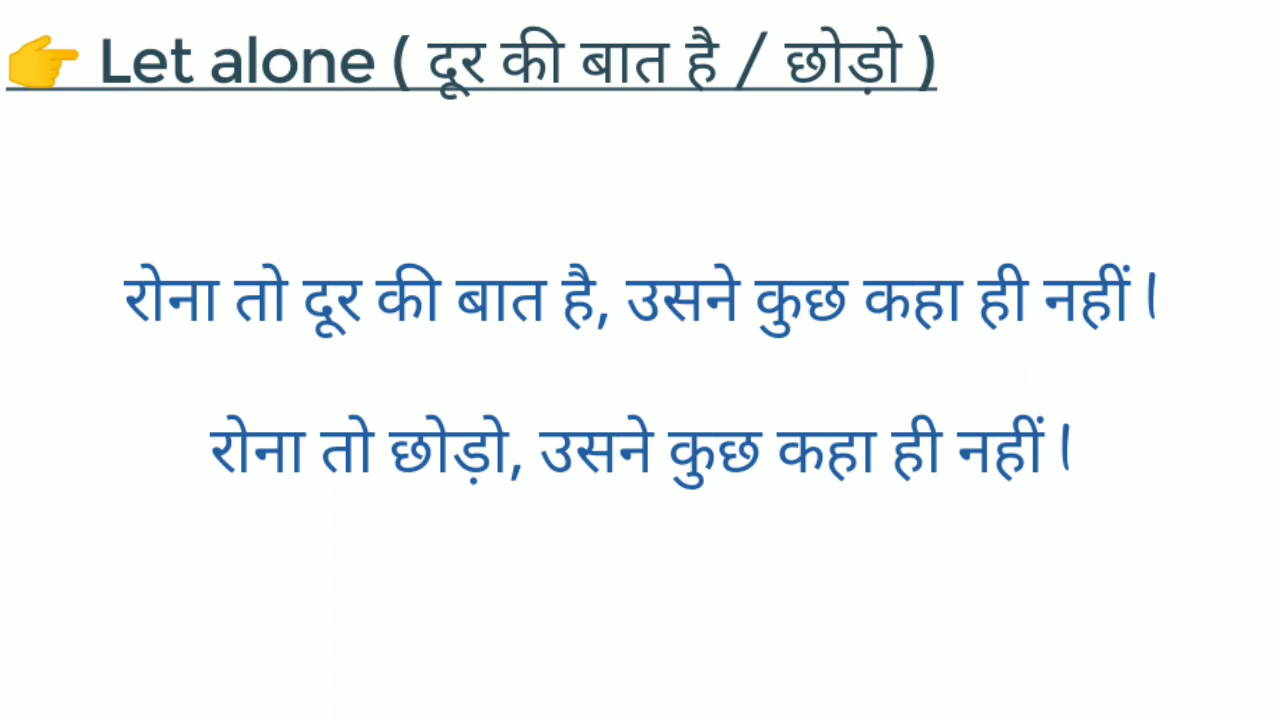 👉 Let alone ( दूर की बात है / छोड़ो )
रोना तो दूर की बात है, उसने कुछ कहा ही नहीं।
रोना तो छोड़ो, उसने कुछ कहा ही नहीं।